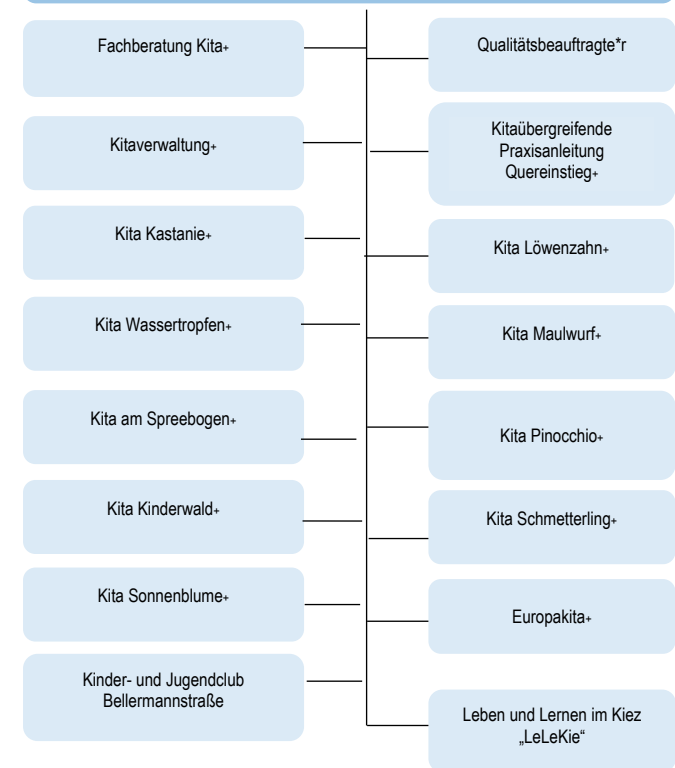 Fachberatung Kita+
Qualitätsbeauftragte*r
Kitaverwaltung+
Kitaübergreifende
Praxisanleitung
Quereinstieg+
Kita Kastanie+
Kita Löwenzahn+
Kita Wassertropfen+
Kita Maulwurf+
Kita am Spreebogen+
Kita Pinocchio+
Kita Kinderwald+
Kita Schmetterling+
Kita Sonnenblume+
Europakita+
Kinder- und Jugendclub
Bellermannstraße
Leben und Lernen im Kiez
„LeLeKie“